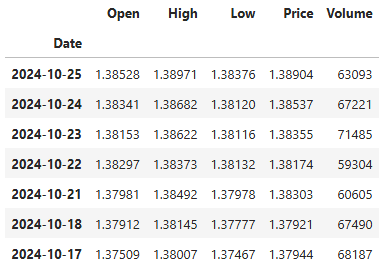 Open High Low Price Volume
Date
2024-10-25 1.38528 1.38971 1.38376 1.38904 63093
2024-10-24 1.38341 1.38682 1.38120 1.38537 67221
2024-10-23 1.38153 1.38622 1.38116 1.38355 71485
2024-10-22 1.38297 1.38373 1.38132 1.38174 59304
2024-10-21 1.37981 1.38492 1.37978 1.38303 60605
2024-10-18 1.37912 1.38145 1.37777 1.37921 67490
2024-10-17 1.37509 1.38007 1.37467 1.37944 68187